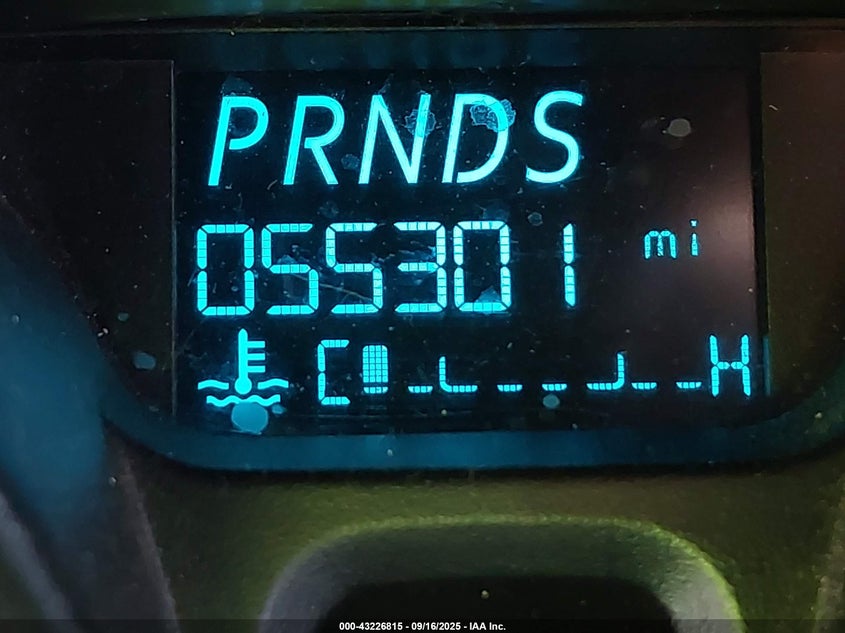 PRNDS
055301 mi
C H
000-43226815 - 09/16/2025 - IAA Inc.